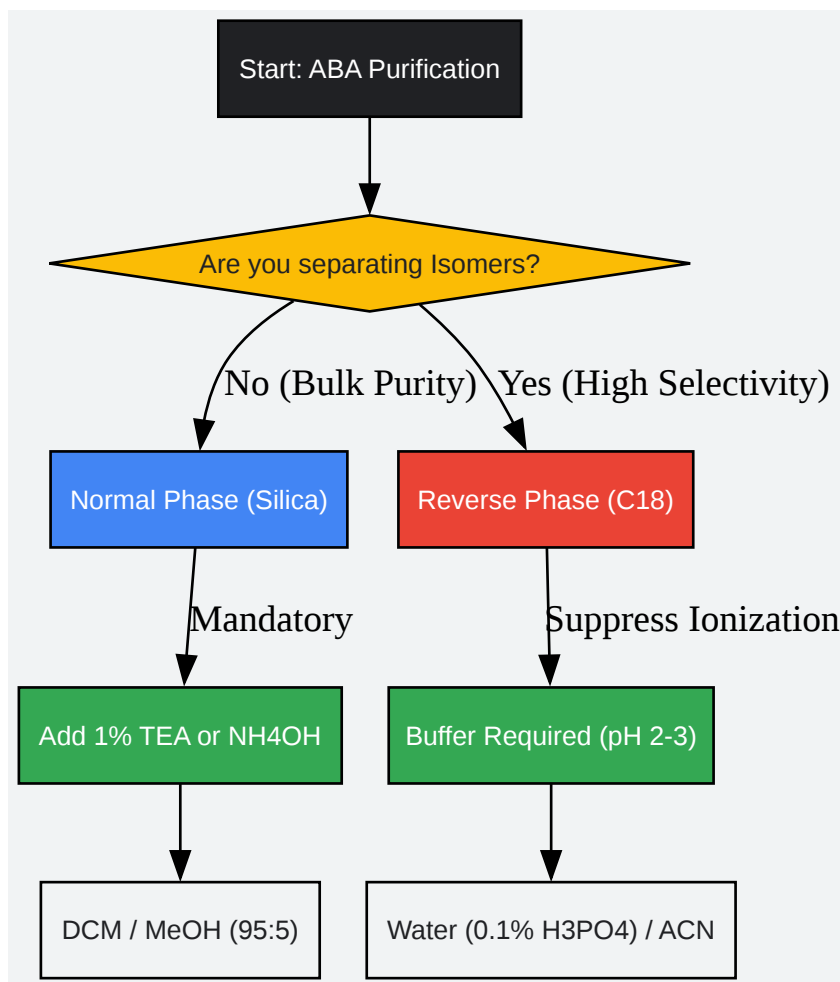 Start: ABA Purification
Are you separating Isomers?
No (Bulk Purity)
Yes (High Selectivity)
Normal Phase (Silica)
Reverse Phase (C18)
Mandatory
Suppress Ionization
Add 1% TEA or NH4OH
Buffer Required (pH 2-3)
DCM / MeOH (95:5)
Water (0.1% H3PO4) / ACN